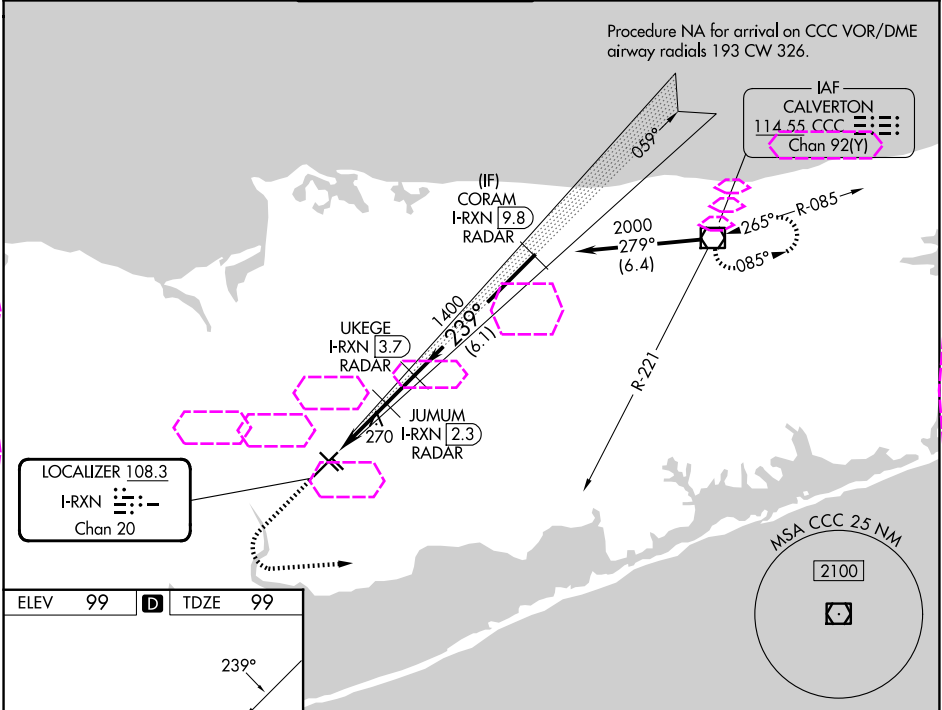 Procedure NA for arrival on CCC VOR/DME
airway radials 193 CW 326.
IAF
CALVERTON
114.55 CCC
Chan 92(Y)
059°
(IF)
CORAM
I-RXN 9.8
RADAR
2000
279°
(6.4)
265°
R-085
085°
1400
239°
(6.1)
UKEGE
I-RXN 3.7
RADAR
R-221
JUMUM
I-RXN 2.3
RADAR
270
LOCALIZER 108.3
I-RXN
Chan 20
MSA CCC 25 NM
2100
ELEV 99 D TDZE 99
239°